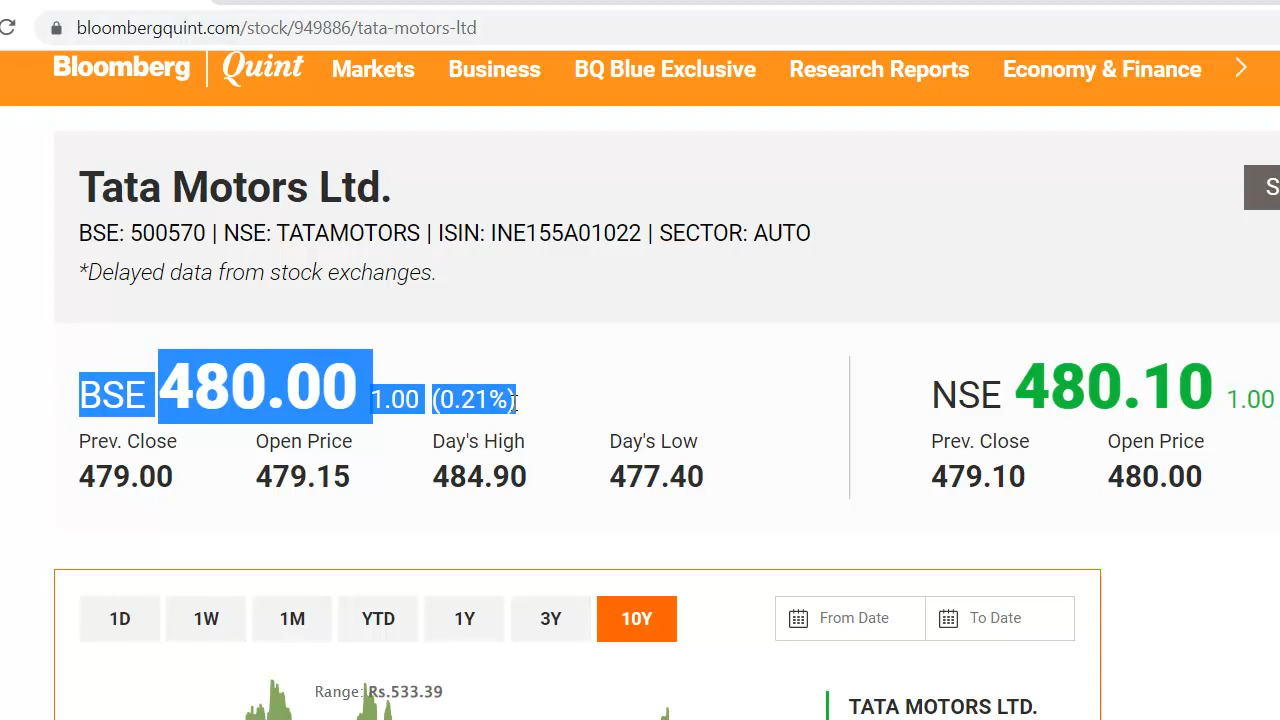 bloombergquint.com/stock/949886/tata-motors-ltd
Bloomberg | Quint Markets Business BQ Blue Exclusive Research Reports Economy & Finance
Tata Motors Ltd.
S
BSE: 500570 | NSE: TATAMOTORS | ISIN: INE155A01022 | SECTOR: AUTO
*Delayed data from stock exchanges.
BSE 480.00 1.00 (0.21%)
Prev. Close Open Price Day's High Day's Low
479.00 479.15 484.90 477.40
NSE 480.10 1.00
Prev. Close Open Price
479.10 480.00
1D 1W 1M YTD 1Y 3Y 10Y
From Date To Date
Range: Rs.533.39
TATA MOTORS LTD.